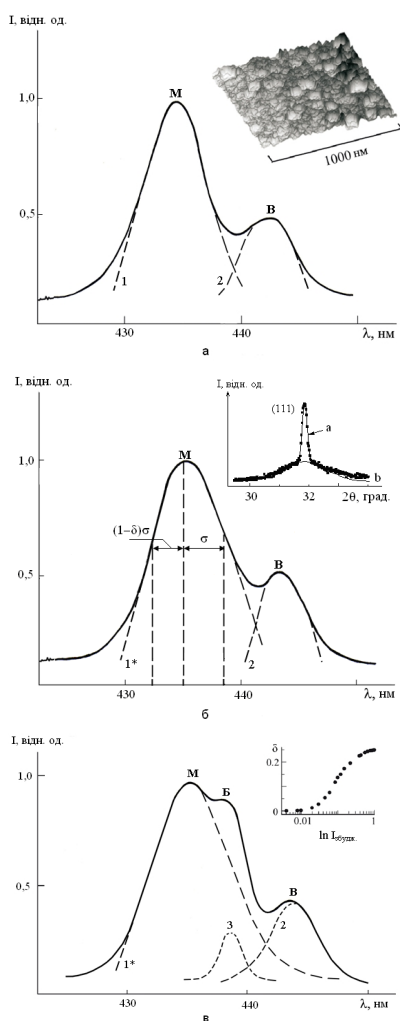 I, відн. од.
M
1,0
1000 нм
0,5
B
1
2
430
440
λ, нм
а
I, відн. од.
I, відн. од.
(111)
a
b
30
32
2θ, град.
M
1,0
(1–δ)σ
σ
0,5
B
1*
2
430
440
λ, нм
б
I, відн. од.
δ
0.2
0
0.01
1
ln Iзбудж.
M
Б
1,0
0,5
B
3
2
1*
430
440
λ, нм
в